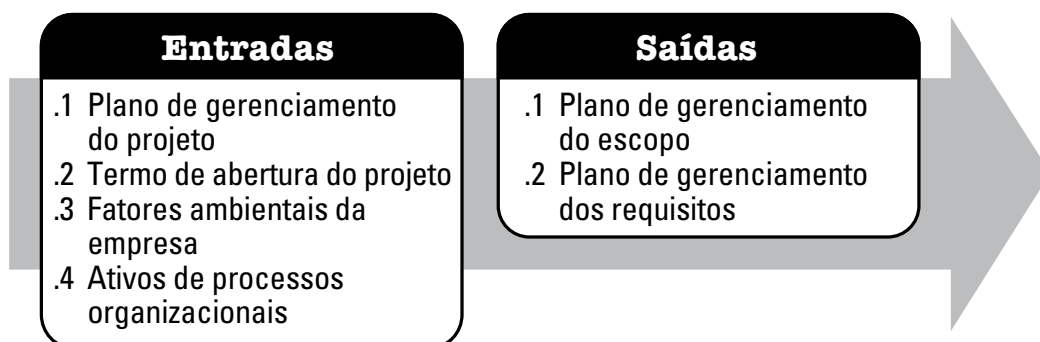 Entradas
.1 Plano de gerenciamento
do projeto
.2 Termo de abertura do projeto
.3 Fatores ambientais da
empresa
.4 Ativos de processos
organizacionais
Saídas
.1 Plano de gerenciamento
do escopo
.2 Plano de gerenciamento
dos requisitos